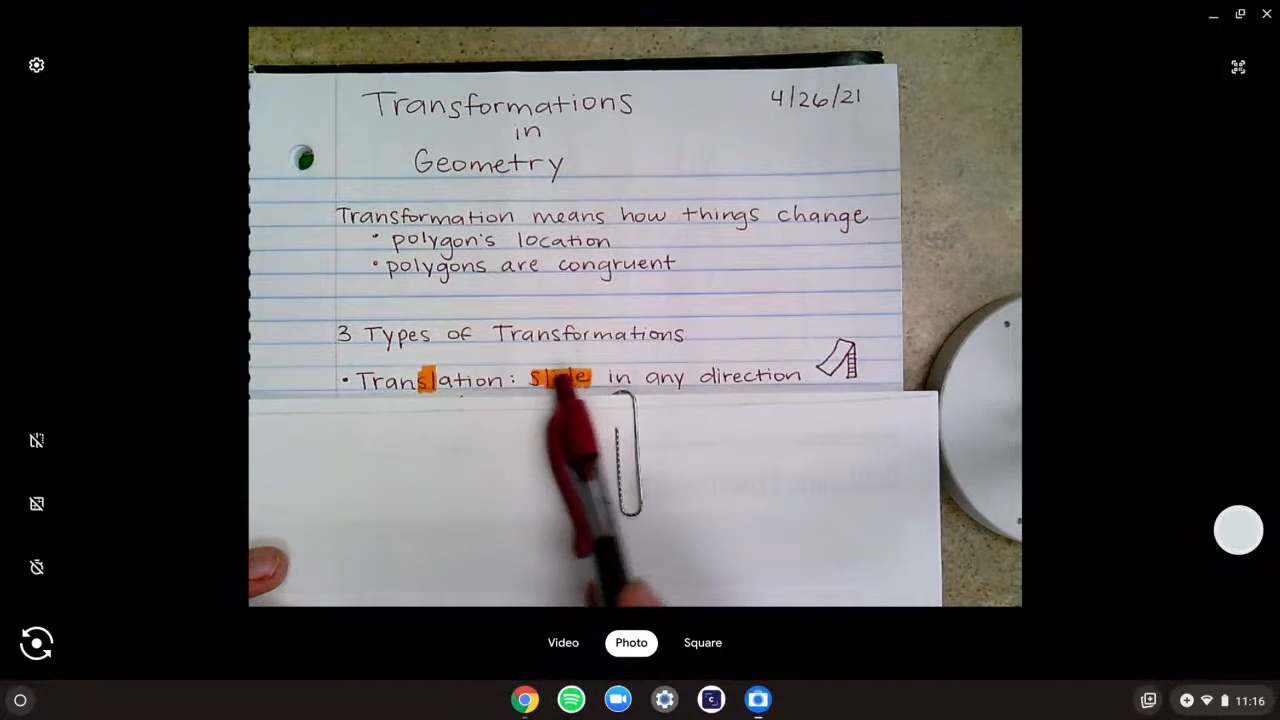 Transformations
4/26/21
in
Geometry
Transformation means how things change
• polygon's location
• polygons are congruent
3 Types of Transformations
• Translation: slide in any direction
Video Photo Square
11:16